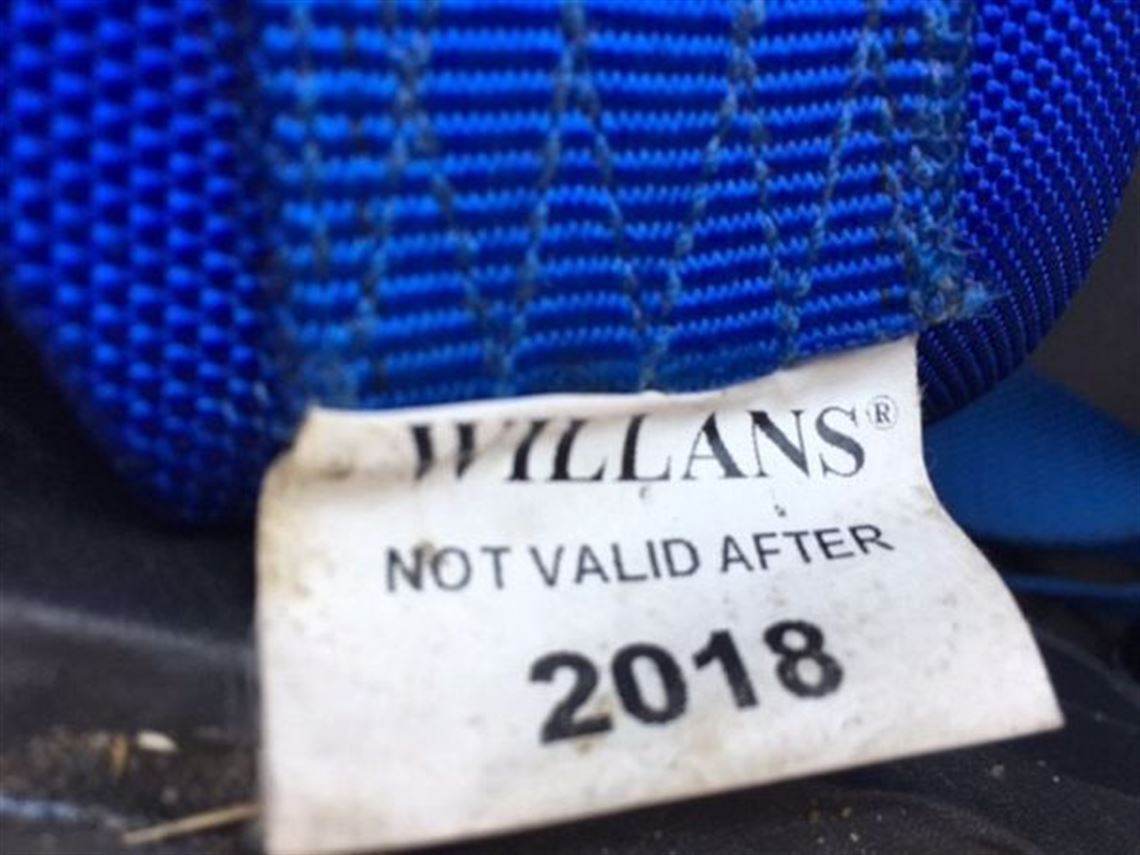 WILLANS®
NOT VALID AFTER
2018